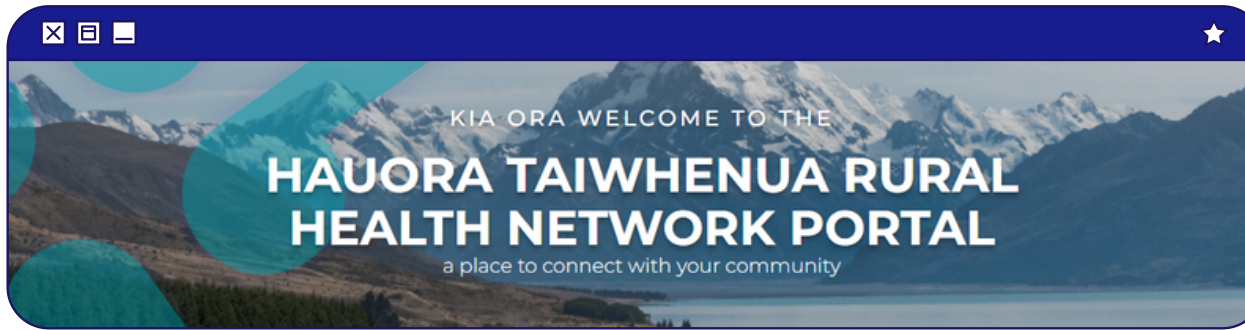 KIA ORA WELCOME TO THE
HAUORA TAIWHENUA RURAL
HEALTH NETWORK PORTAL
a place to connect with your community